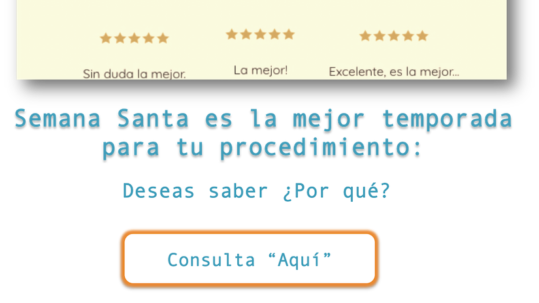 Sin duda la mejor.
La mejor!
Excelente, es la mejor...
Semana Santa es la mejor temporada
para tu procedimiento:
Deseas saber ¿Por qué?
Consulta “Aquí”